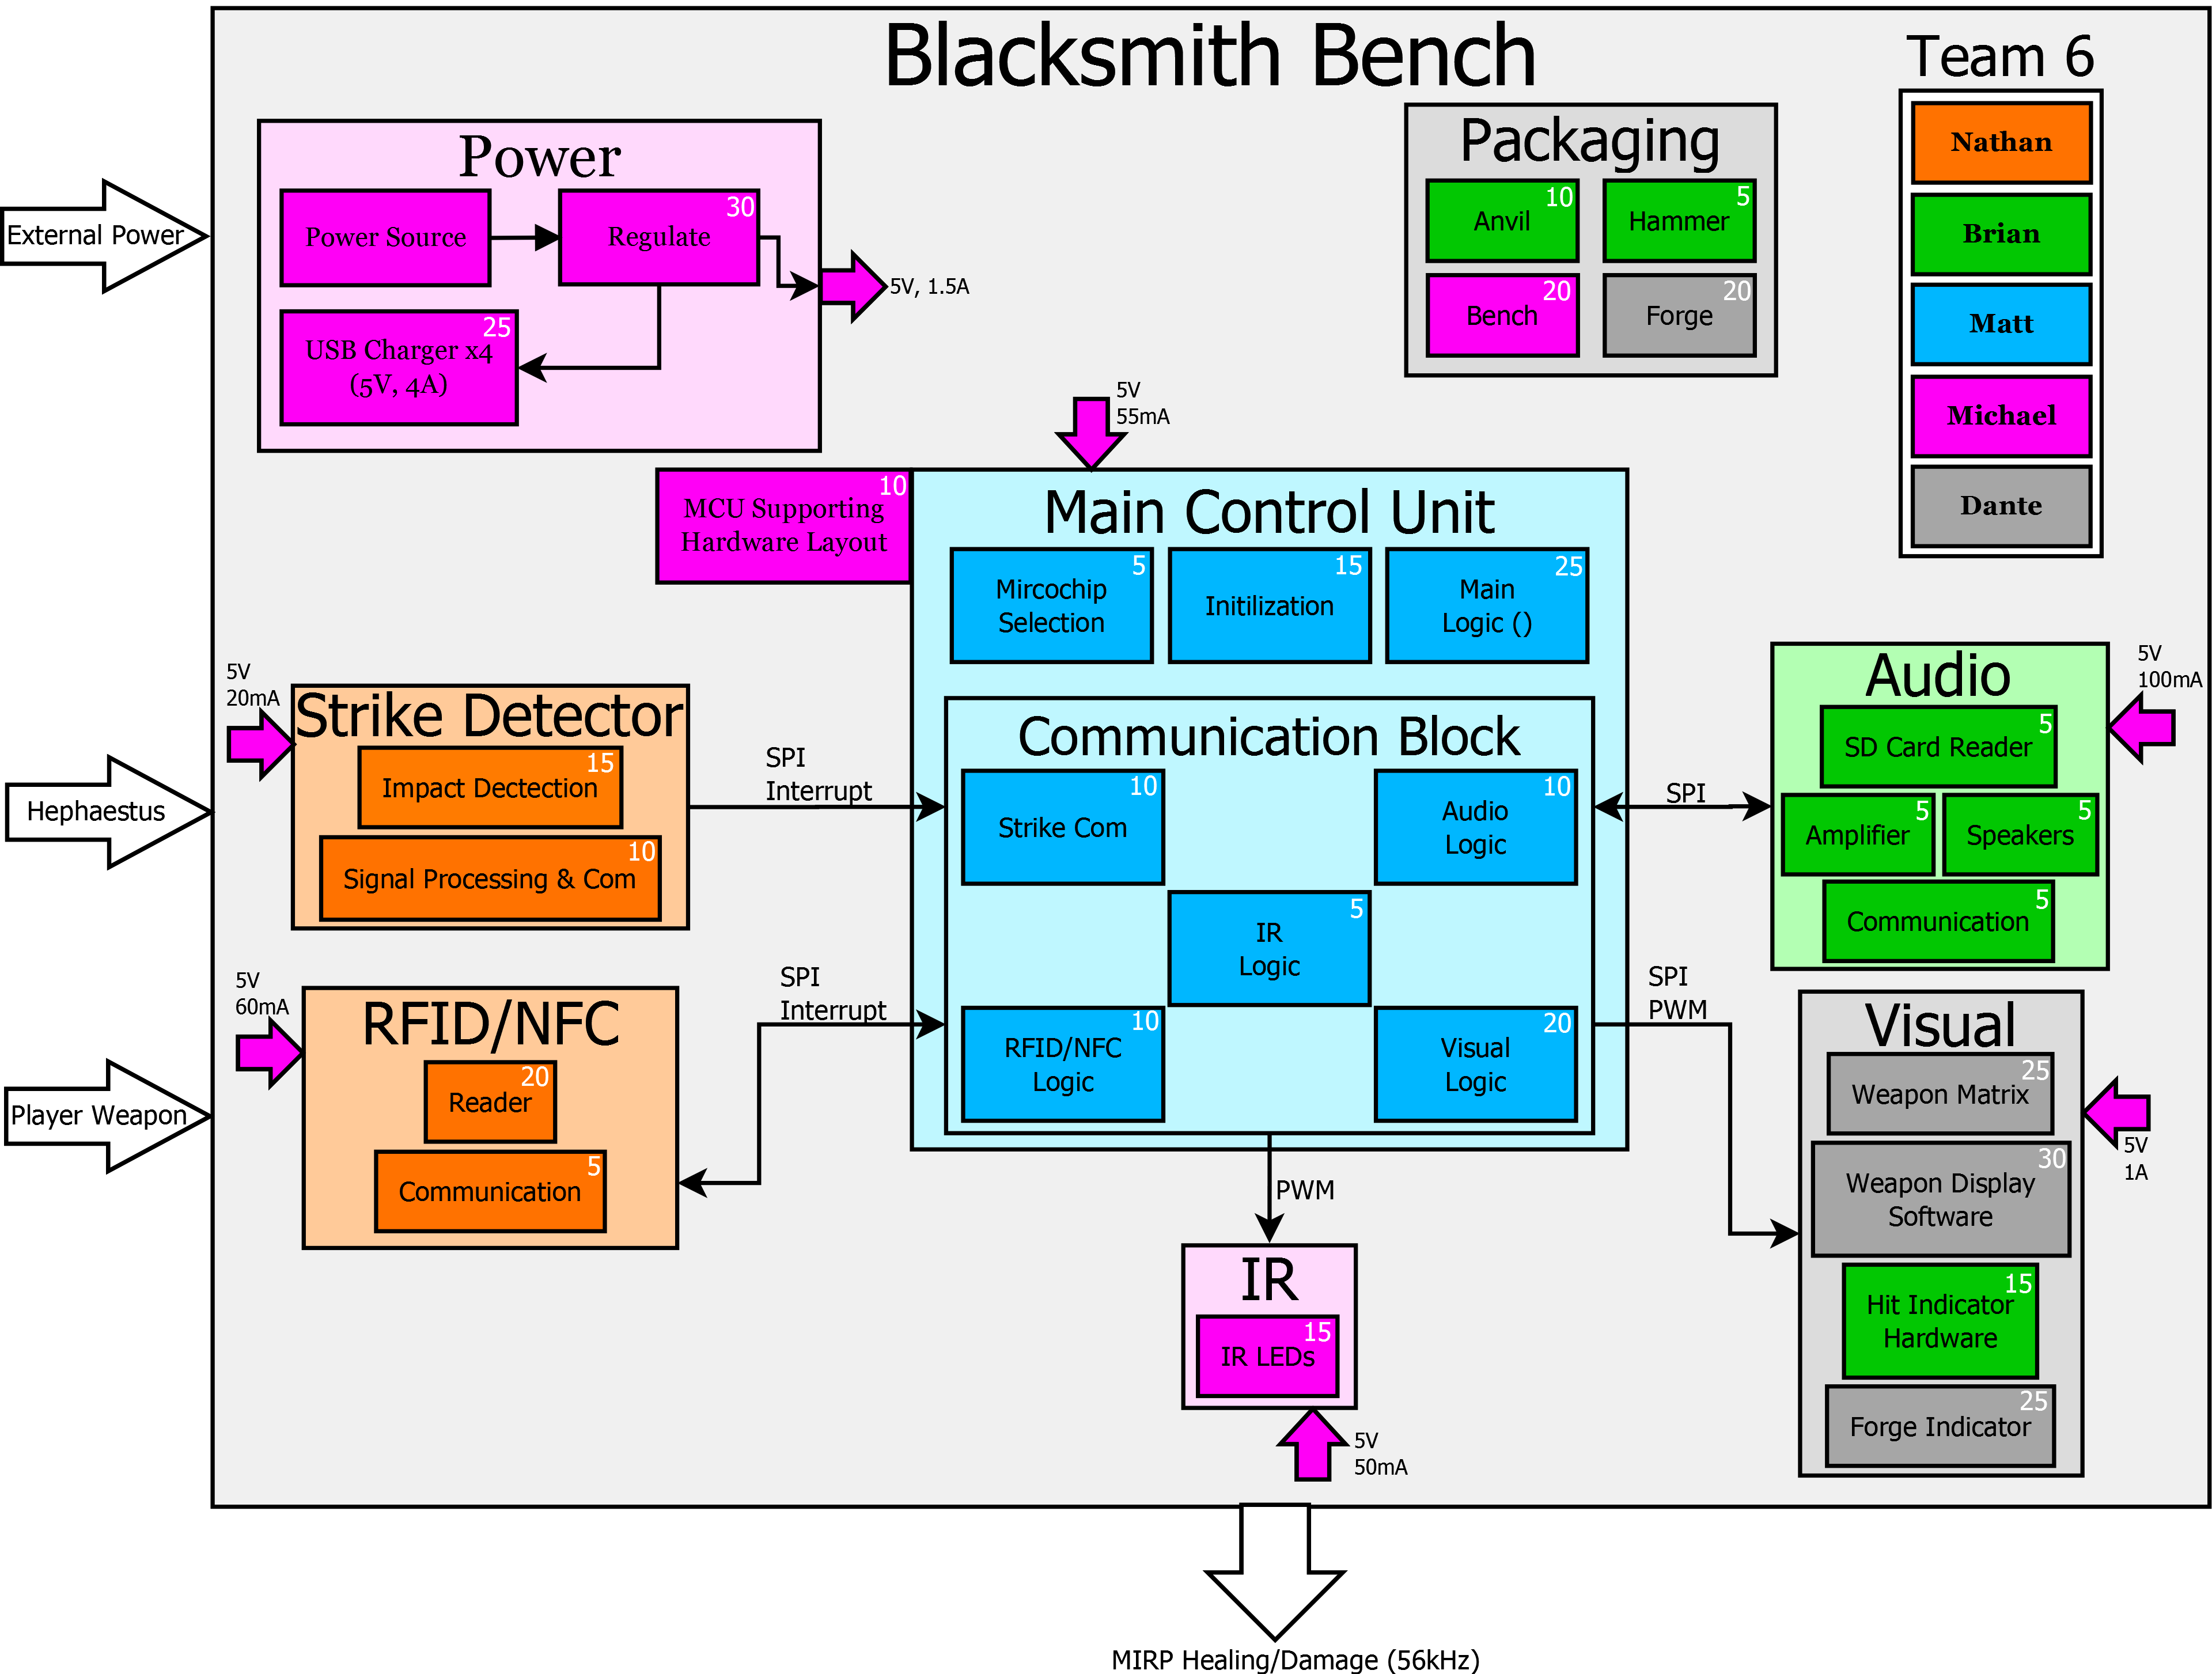 Blacksmith Bench
Team 6
Nathan
Brian
Matt
Michael
Dante
External Power
Power
Power Source
30
Regulate
25
USB Charger x4
(5V, 4A)
5V, 1.5A
Packaging
10
Anvil
5
Hammer
20
Bench
20
Forge
5V
55mA
10
MCU Supporting
Hardware Layout
Main Control Unit
5
Mircochip
Selection
15
Initilization
25
Main
Logic ()
Communication Block
10
Strike Com
10
Audio
Logic
5
IR
Logic
10
RFID/NFC
Logic
20
Visual
Logic
Hephaestus
5V
20mA
Strike Detector
15
Impact Dectection
10
Signal Processing & Com
SPI
Interrupt
Player Weapon
5V
60mA
RFID/NFC
20
Reader
5
Communication
SPI
Interrupt
SPI
Audio
5V
100mA
5
SD Card Reader
5
Amplifier
5
Speakers
5
Communication
SPI
PWM
Visual
25
Weapon Matrix
30
Weapon Display
Software
15
Hit Indicator
Hardware
25
Forge Indicator
5V
1A
PWM
IR
15
IR LEDs
5V
50mA
MIRP Healing/Damage (56kHz)